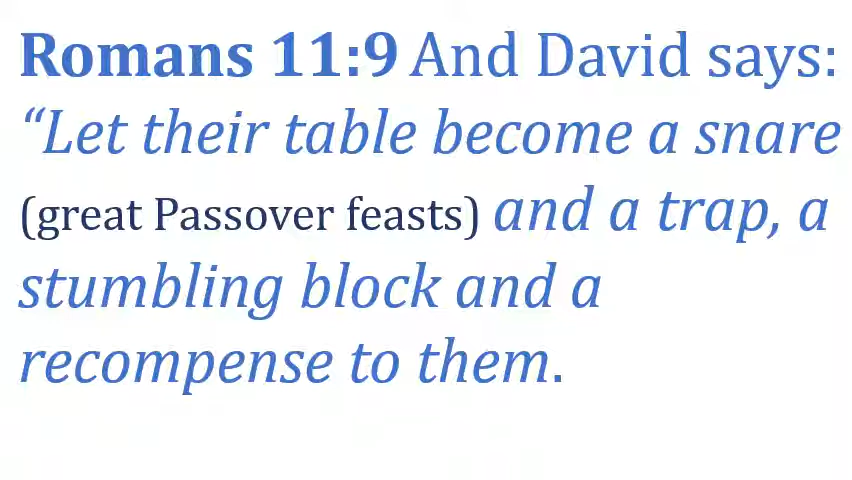 Romans 11:9 And David says:
“Let their table become a snare
(great Passover feasts) and a trap, a
stumbling block and a
recompense to them.